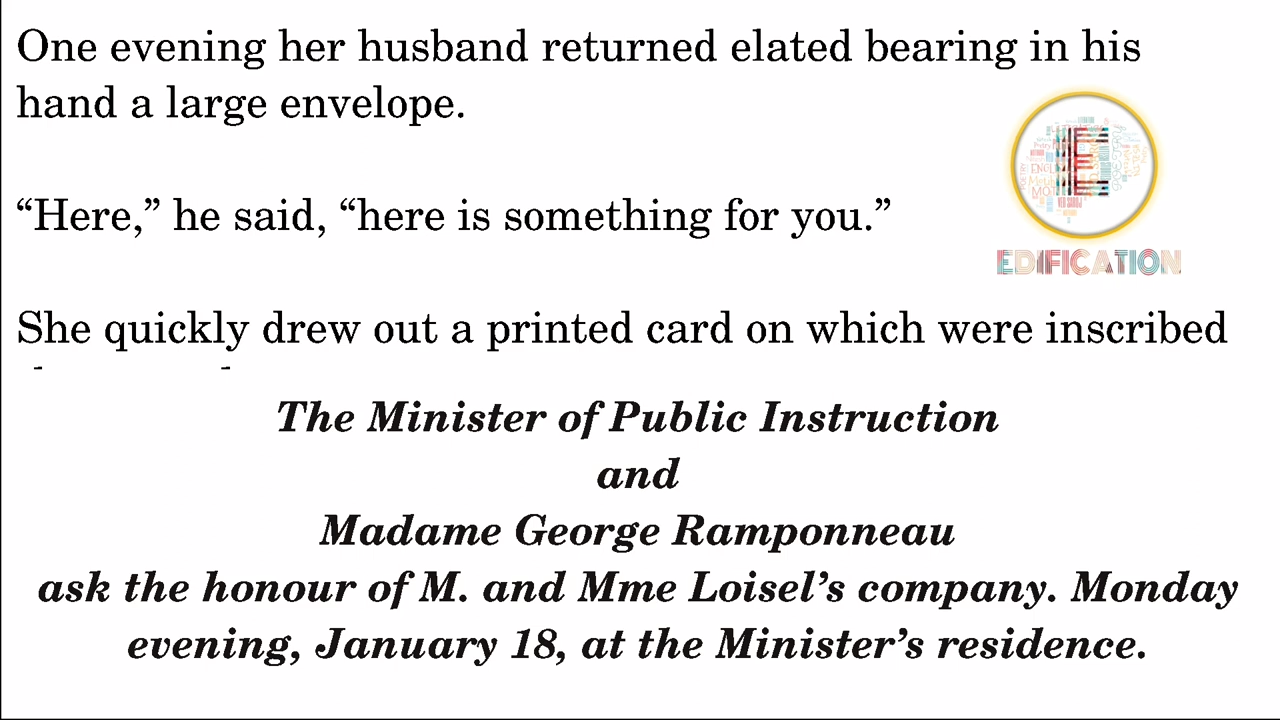 One evening her husband returned elated bearing in his
hand a large envelope.
“Here,” he said, “here is something for you.”
EDIFICATION
She quickly drew out a printed card on which were inscribed
The Minister of Public Instruction
and
Madame George Ramponneau
ask the honour of M. and Mme Loisel’s company. Monday
evening, January 18, at the Minister’s residence.